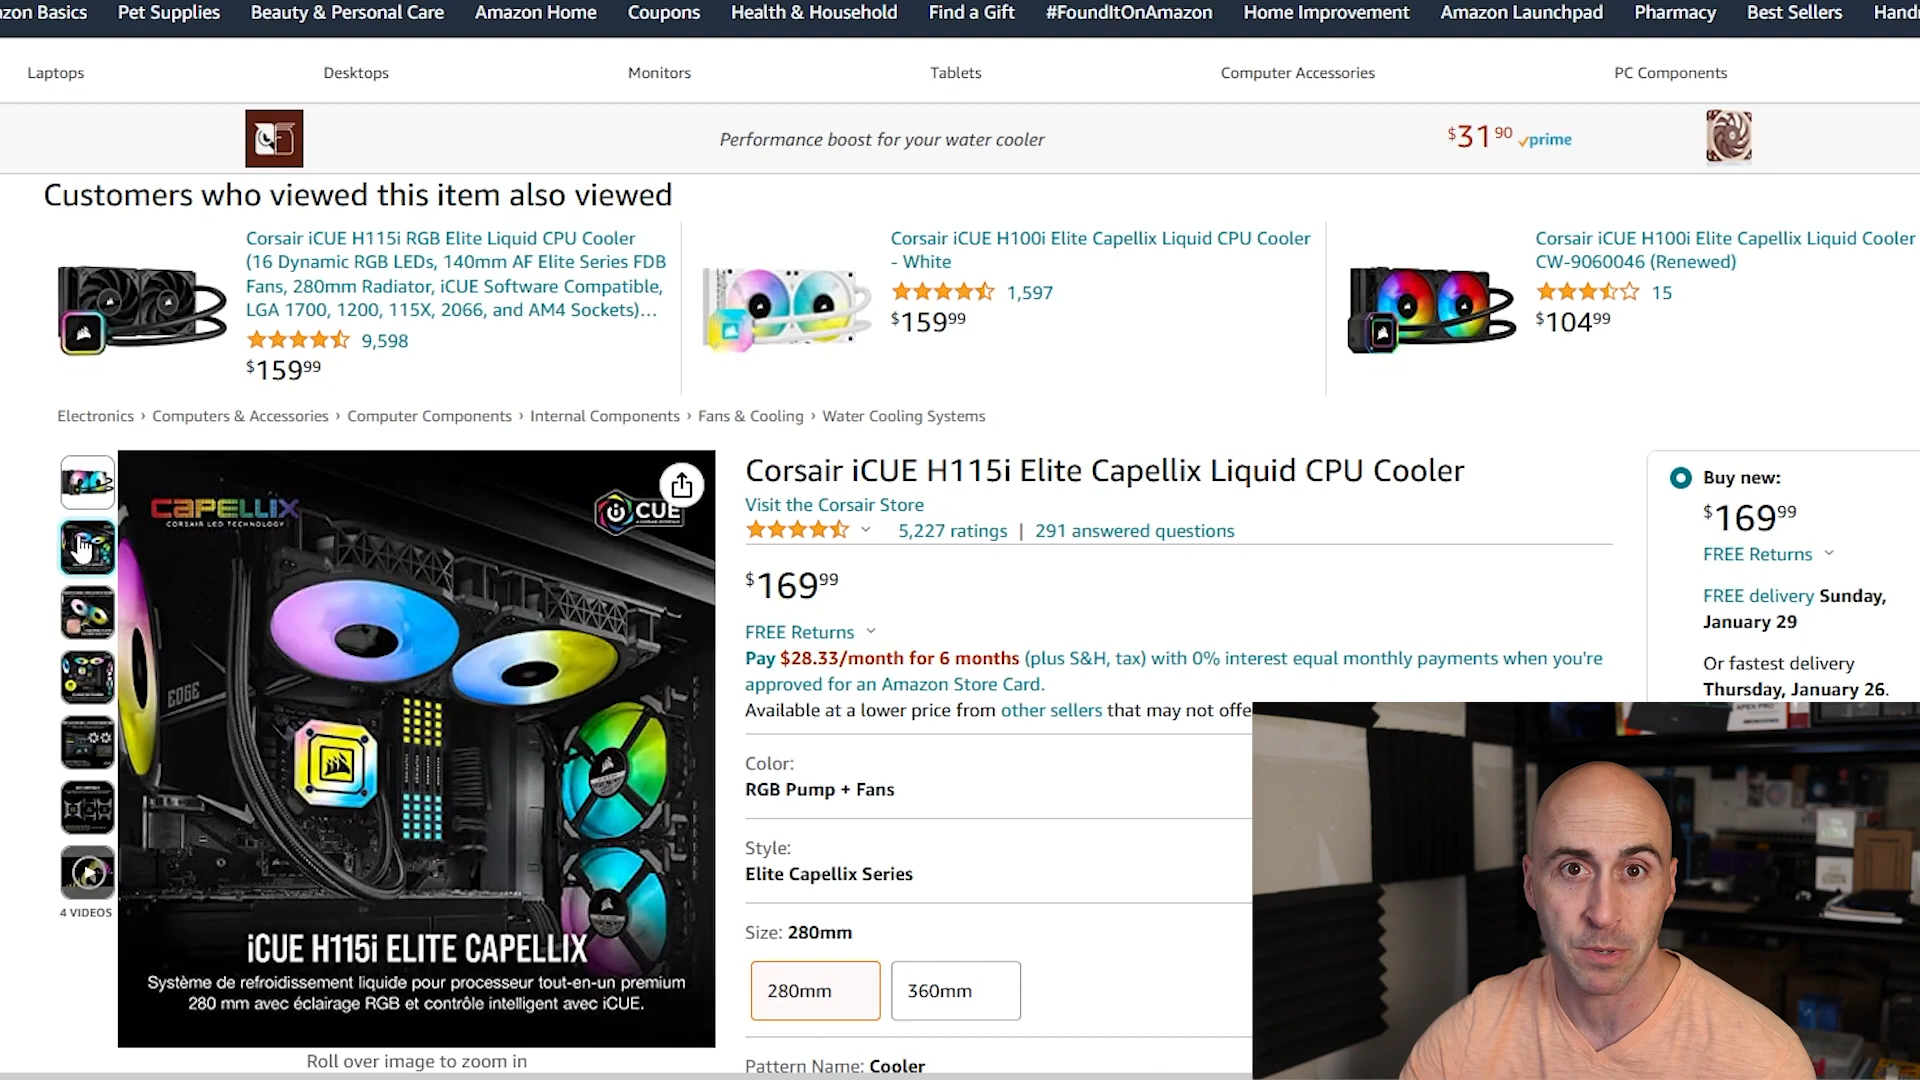 zon Basics Pet Supplies Beauty & Personal Care Amazon Home Coupons Health & Household Find a Gift #FoundItOnAmazon Home Improvement Amazon Launchpad Pharmacy Best Sellers Hand
Laptops Desktops Monitors Tablets Computer Accessories PC Components
Performance boost for your water cooler $31 90 prime
Customers who viewed this item also viewed
Corsair iCUE H115i RGB Elite Liquid CPU Cooler
(16 Dynamic RGB LEDs, 140mm AF Elite Series FDB
Fans, 280mm Radiator, iCUE Software Compatible,
LGA 1700, 1200, 115X, 2066, and AM4 Sockets)…
9,598
$159 99
Corsair iCUE H100i Elite Capellix Liquid CPU Cooler
- White
1,597
$159 99
Corsair iCUE H100i Elite Capellix Liquid Cooler
CW-9060046 (Renewed)
15
$104 99
Electronics › Computers & Accessories › Computer Components › Internal Components › Fans & Cooling › Water Cooling Systems
4 VIDEOS
CAPELLIX
CORSAIR LED TECHNOLOGY
iCUE
EDGE
iCUE H115i ELITE CAPELLIX
Système de refroidissement liquide pour processeur tout-en-un premium
280 mm avec éclairage RGB et contrôle intelligent avec iCUE.
Roll over image to zoom in
Corsair iCUE H115i Elite Capellix Liquid CPU Cooler
Visit the Corsair Store
5,227 ratings | 291 answered questions
$169 99
FREE Returns
Pay $28.33/month for 6 months (plus S&H, tax) with 0% interest equal monthly payments when you're
approved for an Amazon Store Card.
Available at a lower price from other sellers that may not offe
Color:
RGB Pump + Fans
Style:
Elite Capellix Series
Size: 280mm
280mm 360mm
Pattern Name: Cooler
Buy new:
$169 99
FREE Returns
FREE delivery Sunday,
January 29
Or fastest delivery
Thursday, January 26.
APEX PRO